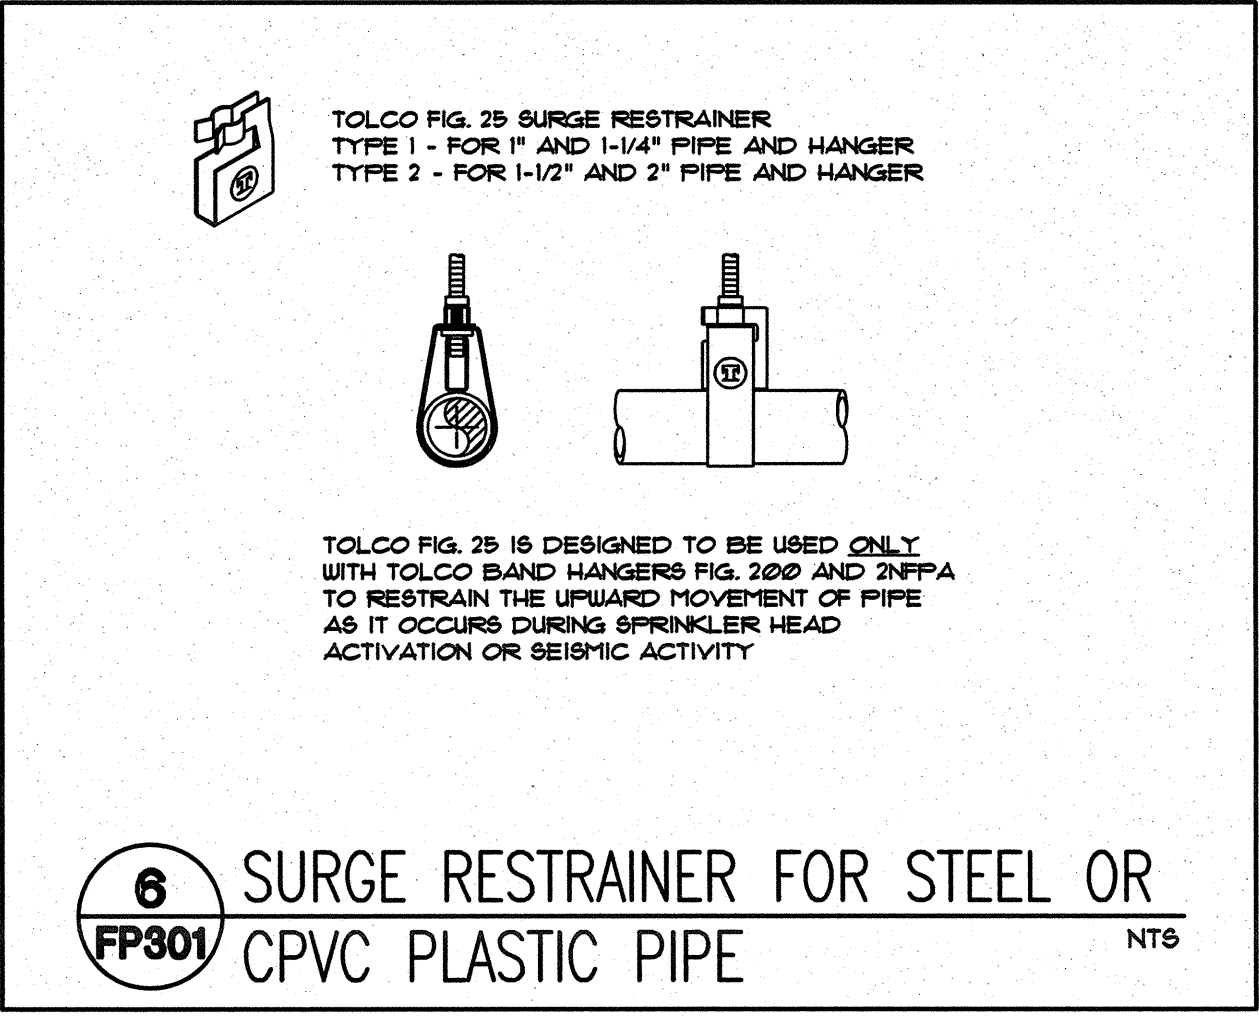 TOLCO FIG. 25 SURGE RESTRAINER
TYPE 1 - FOR 1" AND 1-1/4" PIPE AND HANGER
TYPE 2 - FOR 1-1/2" AND 2" PIPE AND HANGER
T
T
TOLCO FIG. 25 IS DESIGNED TO BE USED ONLY
WITH TOLCO BAND HANGERS FIG. 200 AND 2NFPA
TO RESTRAIN THE UPWARD MOVEMENT OF PIPE
AS IT OCCURS DURING SPRINKLER HEAD
ACTIVATION OR SEISMIC ACTIVITY
6
FP301
SURGE RESTRAINER FOR STEEL OR
CPVC PLASTIC PIPE
NTS